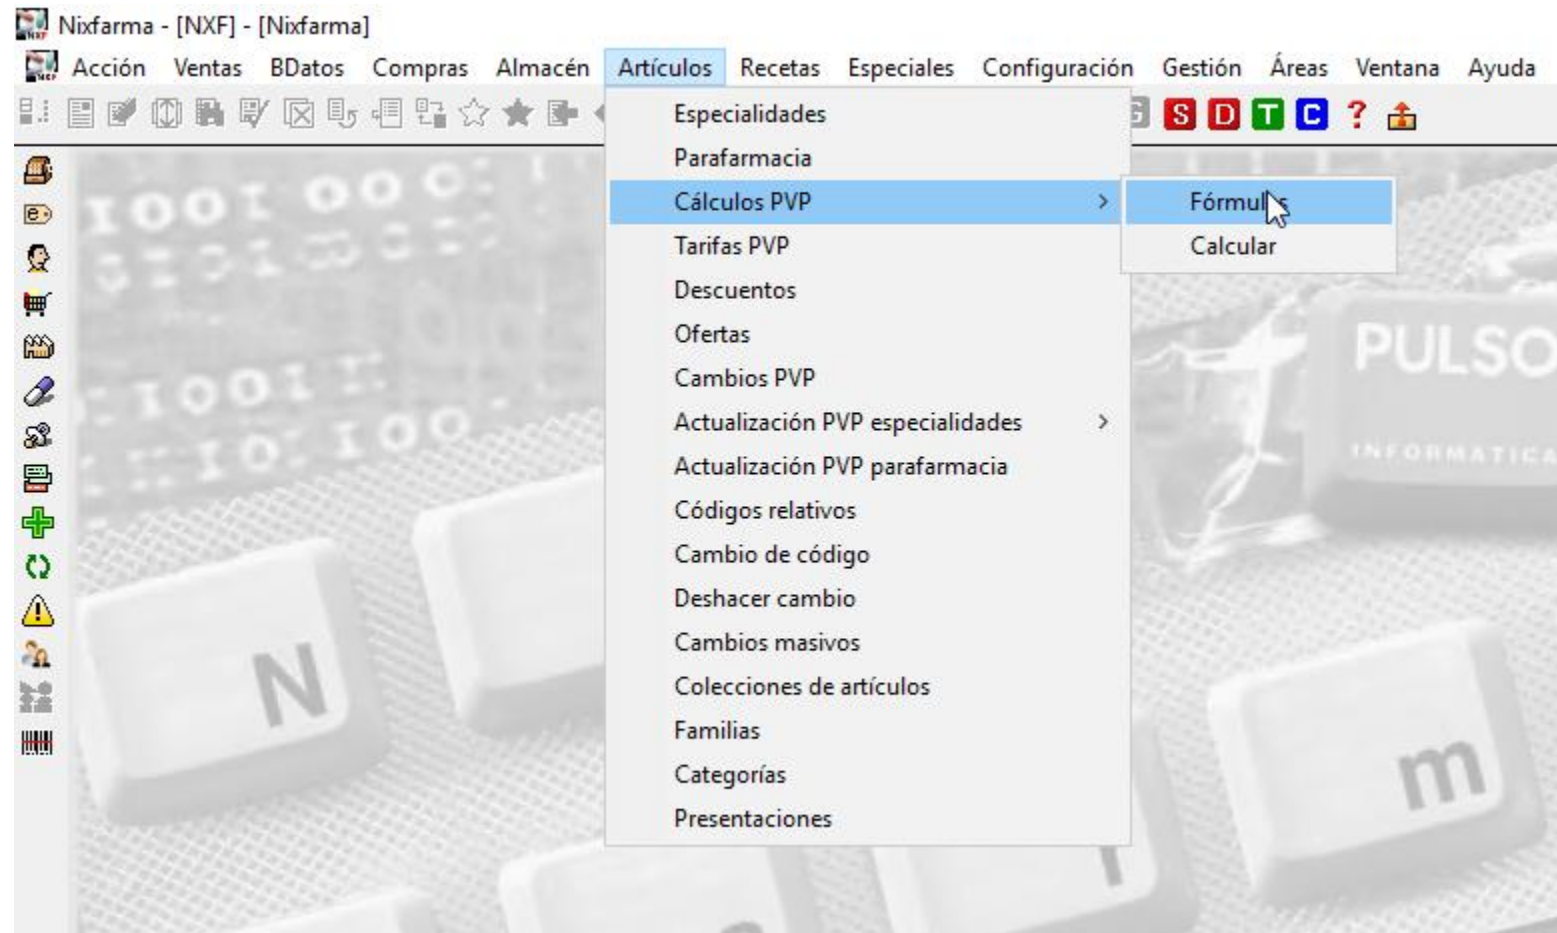 Nixfarma - [NXF] - [Nixfarma]
Acción Ventas BDatos Compras Almacén Artículos Recetas Especiales Configuración Gestión Áreas Ventana Ayuda
S D T C ?
Especialidades
Parafarmacia
Cálculos PVP >
Fórmulas
Calcular
Tarifas PVP
Descuentos
Ofertas
Cambios PVP
Actualización PVP especialidades >
Actualización PVP parafarmacia
Códigos relativos
Cambio de código
Deshacer cambio
Cambios masivos
Colecciones de artículos
Familias
Categorías
Presentaciones
PULSO
INFORMATICA
N
m